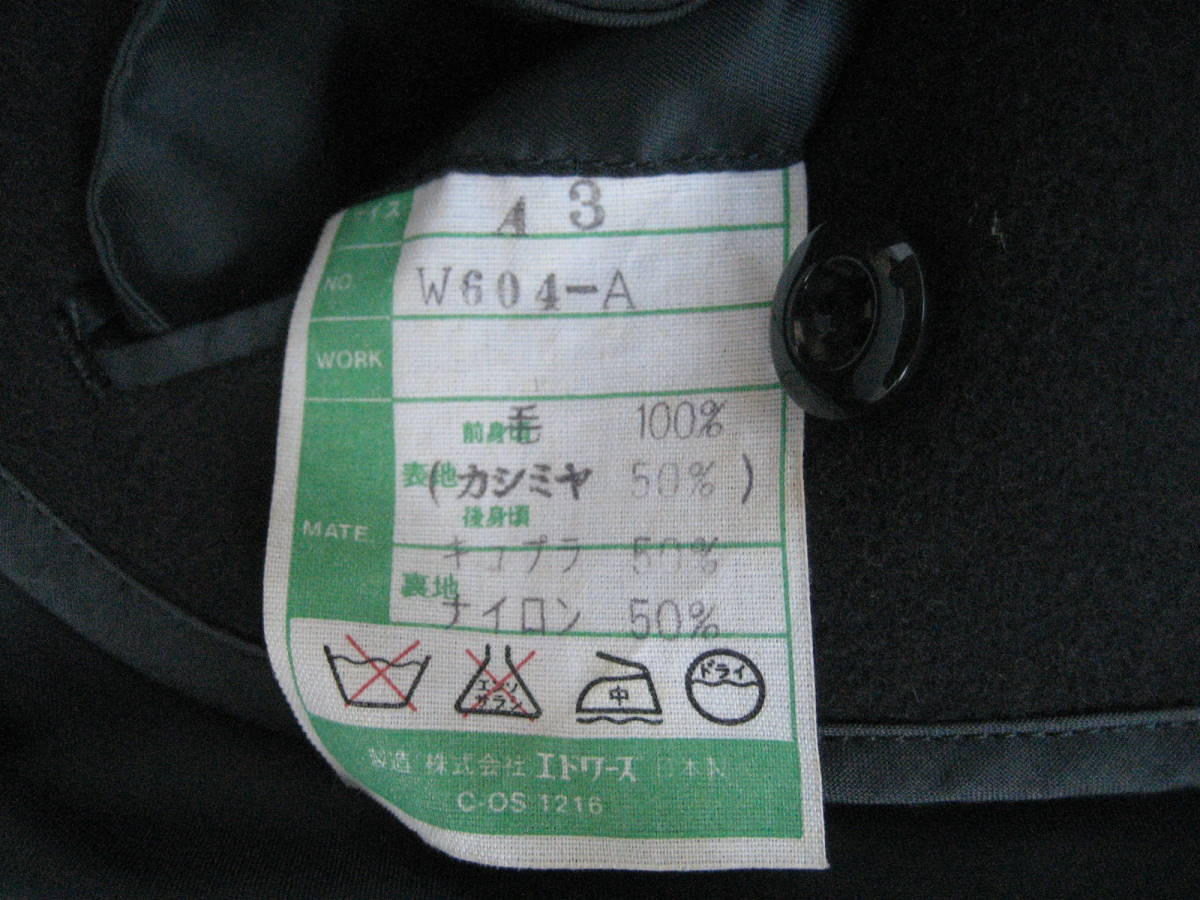 サイズ A 3
NO. W604-A
WORK
MATE.
前身頃 毛 100%
表地 (カシミヤ 50%)
後身頃
キュプラ 50%
裏地
ナイロン 50%
エンソ ドライ
サラシ 中
製造 株式会社 エドワーズ 日本
C-OS 1216